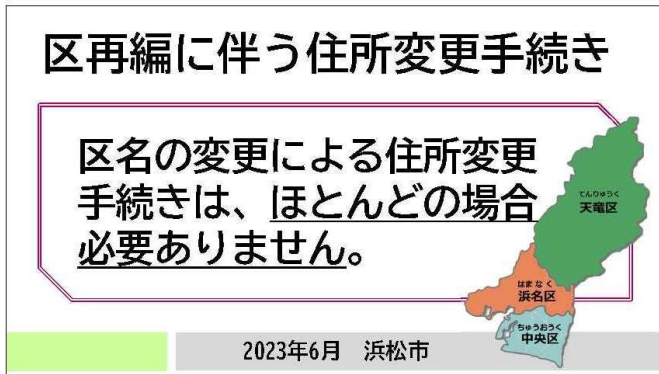 区再編に伴う住所変更手続き
区名の変更による住所変更
手続きは、ほとんどの場合
必要ありません。
てんりゅうく
天竜区
はまなく
浜名区
ちゅうおうく
中央区
2023年6月　浜松市